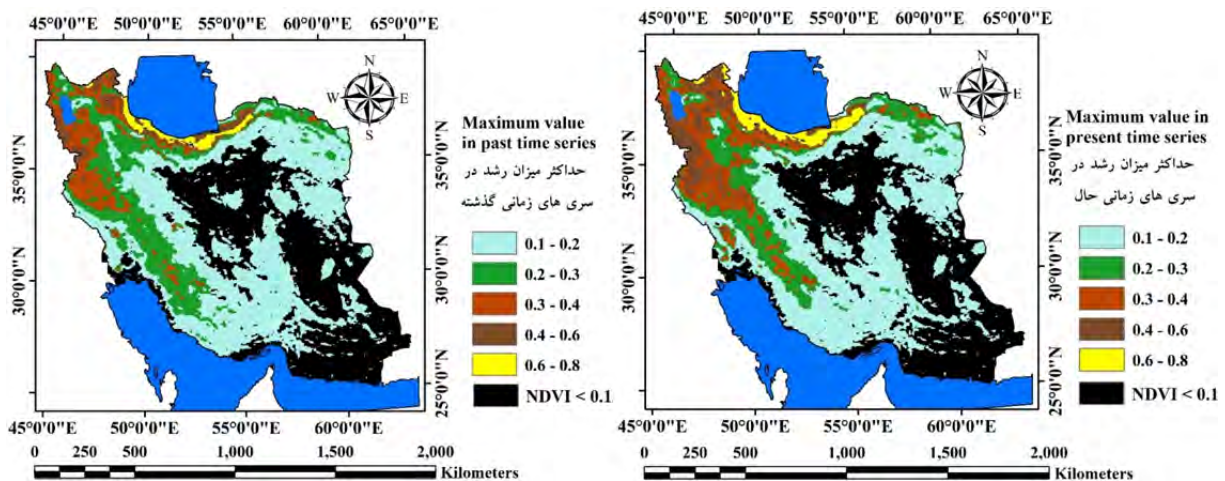 45°0'0"E 50°0'0"E 55°0'0"E 60°0'0"E 65°0'0"E
N
W E
S
35°0'0"N
30°0'0"N
35°0'0"N
30°0'0"N
25°0'0"N
Maximum value
in past time series
حداکثر میزان رشد در
سری های زمانی گذشته
0.1 - 0.2
0.2 - 0.3
0.3 - 0.4
0.4 - 0.6
0.6 - 0.8
NDVI < 0.1
45°0'0"E 50°0'0"E 55°0'0"E 60°0'0"E
0 250 500 1,000 1,500 2,000
Kilometers
45°0'0"E 50°0'0"E 55°0'0"E 60°0'0"E 65°0'0"E
N
W E
S
35°0'0"N
30°0'0"N
35°0'0"N
30°0'0"N
25°0'0"N
Maximum value in
present time series
حداکثر میزان رشد در
سری های زمانی حال
0.1 - 0.2
0.2 - 0.3
0.3 - 0.4
0.4 - 0.6
0.6 - 0.8
NDVI < 0.1
45°0'0"E 50°0'0"E 55°0'0"E 60°0'0"E
0 250 500 1,000 1,500 2,000
Kilometers